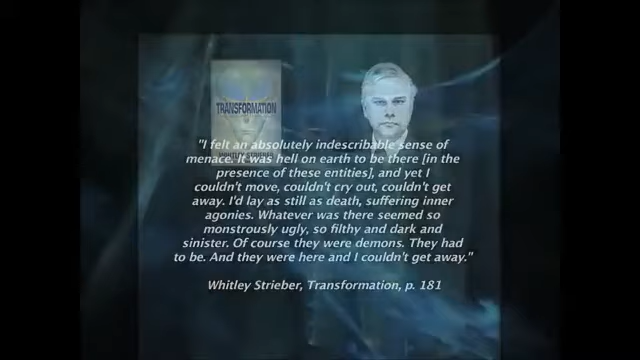 TRANSFORMATION
WHITLEY STRIEBER
"I felt an absolutely indescribable sense of
menace. It was hell on earth to be there [in the
presence of these entities], and yet I
couldn't move, couldn't cry out, couldn't get
away. I'd lay as still as death, suffering inner
agonies. Whatever was there seemed so
monstrously ugly, so filthy and dark and
sinister. Of course they were demons. They had
to be. And they were here and I couldn't get away."
Whitley Strieber, Transformation, p. 181